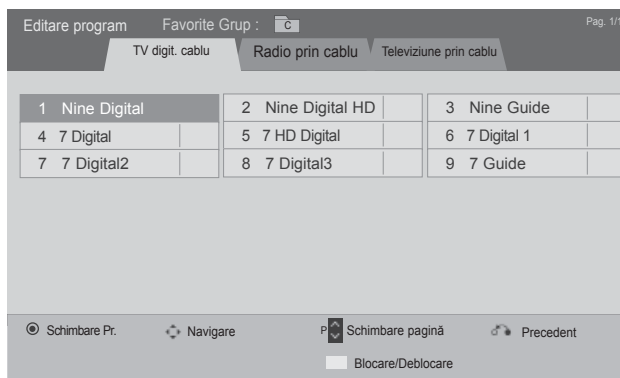 Editare program Favorite Grup : C Pag. 1/1
TV digit. cablu Radio prin cablu Televiziune prin cablu
1 Nine Digital 2 Nine Digital HD 3 Nine Guide
4 7 Digital 5 7 HD Digital 6 7 Digital 1
7 7 Digital2 8 7 Digital3 9 7 Guide
Schimbare Pr. Navigare P Schimbare pagină Precedent
Blocare/Deblocare